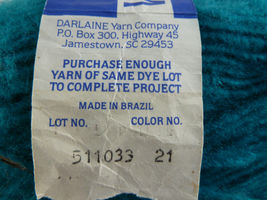 DARLAINE Yarn Company
P.O. Box 300, Highway 45
Jamestown, SC 29453
PURCHASE ENOUGH
YARN OF SAME DYE LOT
TO COMPLETE PROJECT
MADE IN BRAZIL
LOT NO. COLOR NO.
511033 21